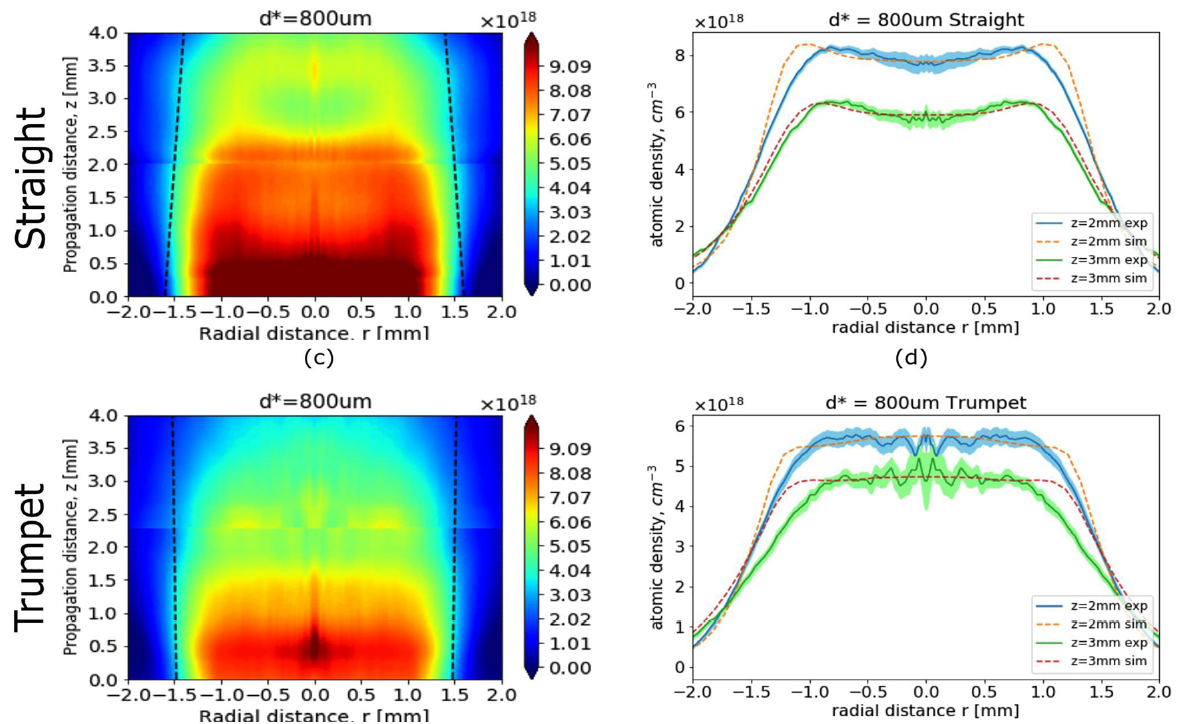 Straight
d*=800um
×10¹⁸
Propagation distance, z [mm]
4.0
3.5
3.0
2.5
2.0
1.5
1.0
0.5
0.0
−2.0 −1.5 −1.0 −0.5 0.0 0.5 1.0 1.5 2.0
Radial distance, r [mm]
9.09
8.08
7.07
6.06
5.05
4.04
3.03
2.02
1.01
0.00
(c)
×10¹⁸
d* = 800um Straight
atomic density, cm⁻³
8
6
4
2
0
z=2mm exp
z=2mm sim
z=3mm exp
z=3mm sim
−2.0 −1.5 −1.0 −0.5 0.0 0.5 1.0 1.5 2.0
radial distance r [mm]
(d)
Trumpet
d*=800um
×10¹⁸
Propagation distance, z [mm]
4.0
3.5
3.0
2.5
2.0
1.5
1.0
0.5
0.0
−2.0 −1.5 −1.0 −0.5 0.0 0.5 1.0 1.5 2.0
Radial distance, r [mm]
9.09
8.08
7.07
6.06
5.05
4.04
3.03
2.02
1.01
0.00
×10¹⁸
d* = 800um Trumpet
atomic density, cm⁻³
6
5
4
3
2
1
0
z=2mm exp
z=2mm sim
z=3mm exp
z=3mm sim
−2.0 −1.5 −1.0 −0.5 0.0 0.5 1.0 1.5 2.0
radial distance r [mm]